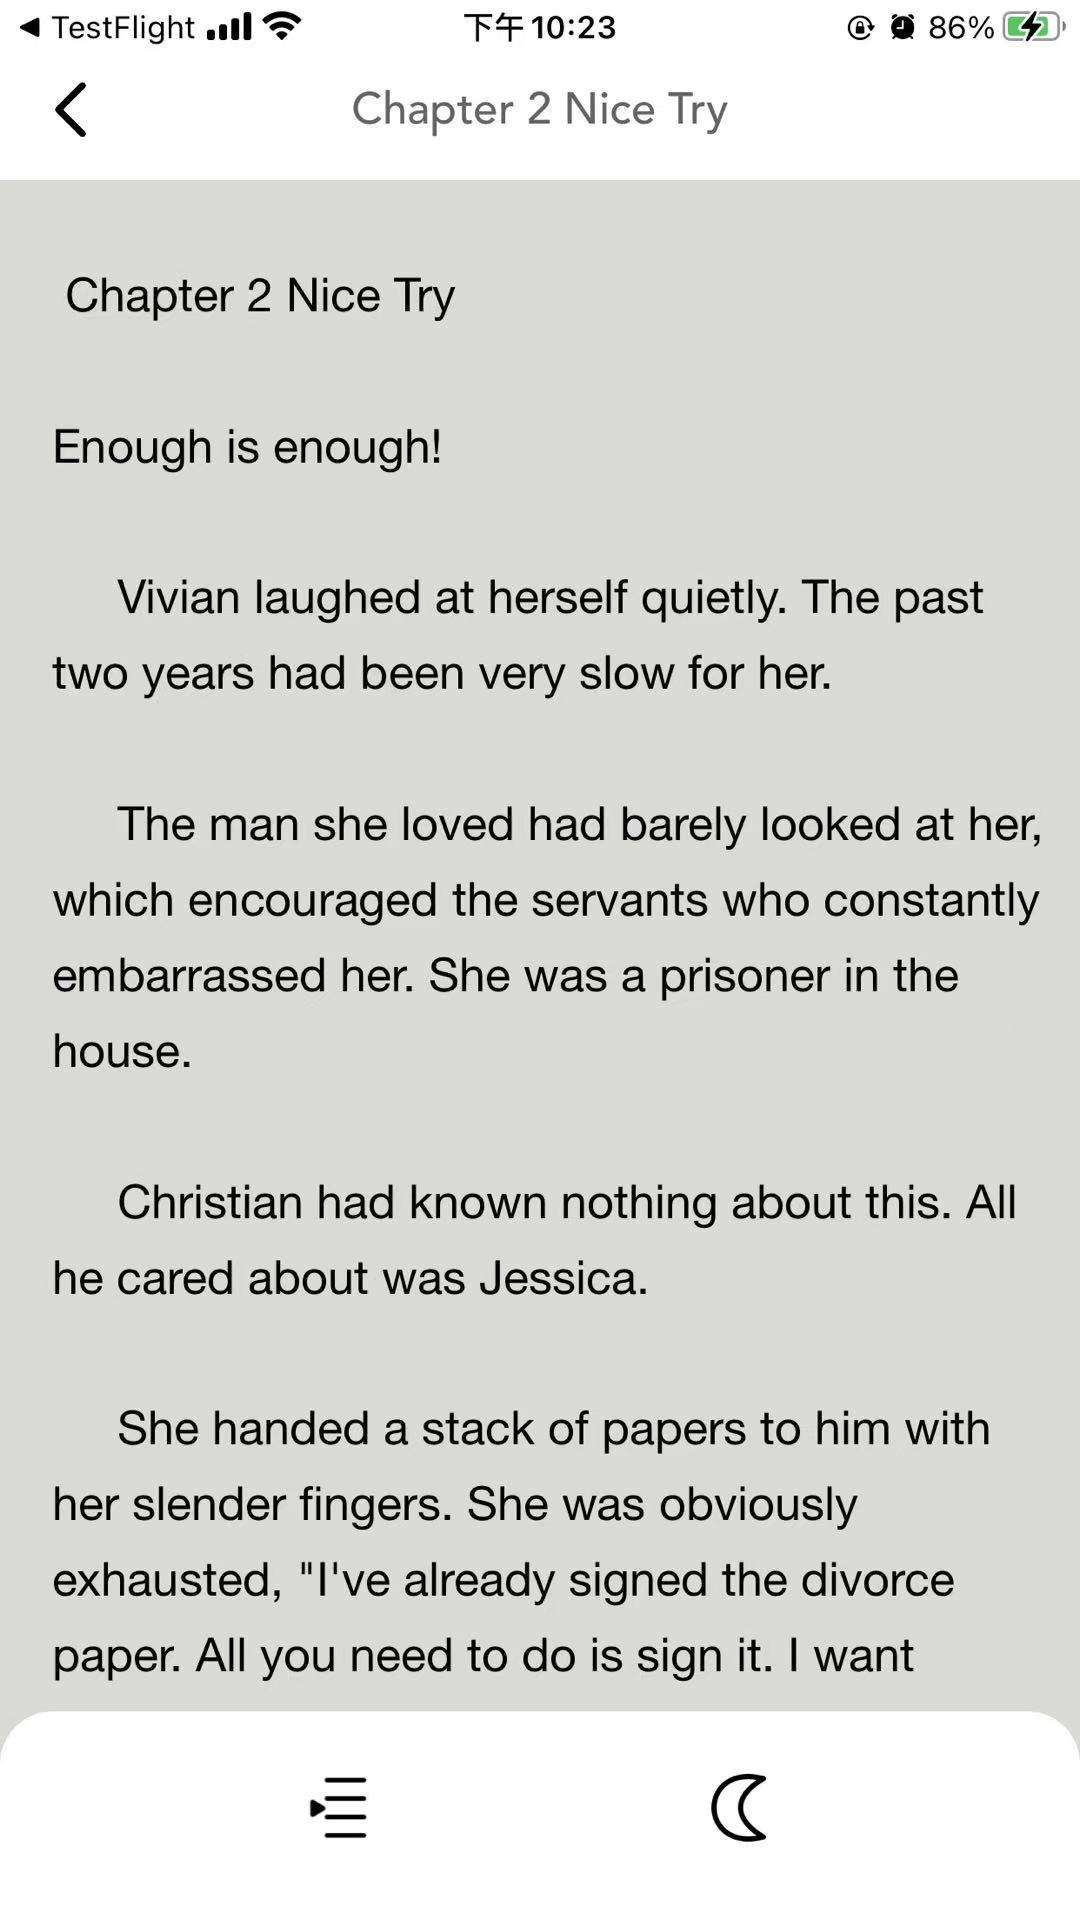 TestFlight
下午10:23
86%
Chapter 2 Nice Try
Chapter 2 Nice Try
Enough is enough!
Vivian laughed at herself quietly. The past
two years had been very slow for her.
The man she loved had barely looked at her,
which encouraged the servants who constantly
embarrassed her. She was a prisoner in the
house.
Christian had known nothing about this. All
he cared about was Jessica.
She handed a stack of papers to him with
her slender fingers. She was obviously
exhausted, "I've already signed the divorce
paper. All you need to do is sign it. I want